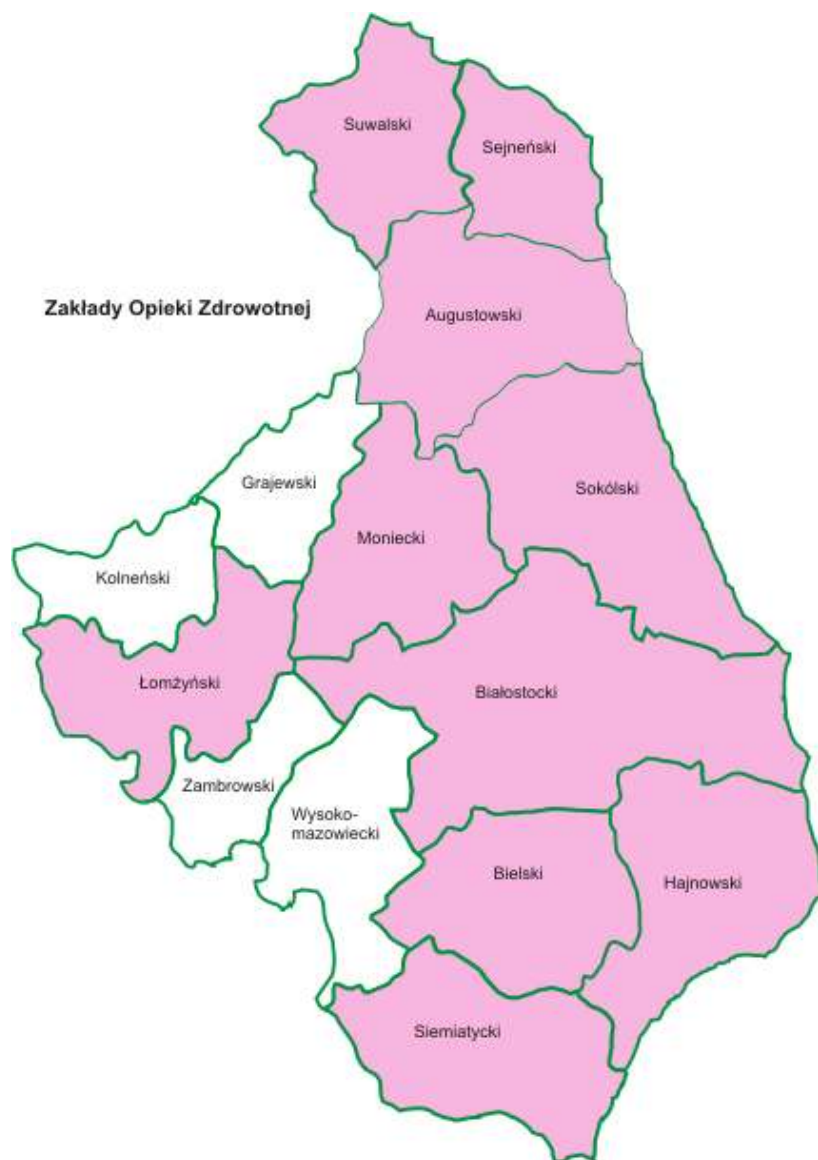 Suwalski
Sejneński
Zakłady Opieki Zdrowotnej
Augustowski
Grajewski
Sokólski
Moniecki
Kolneński
Łomżyński
Białostocki
Zambrowski
Wysoko-
mazowiecki
Bielski
Hajnowski
Siemiatycki